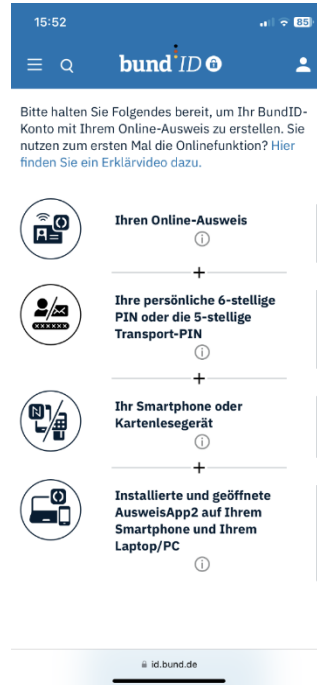 15:52
85
bund ID
Bitte halten Sie Folgendes bereit, um Ihr BundID-
Konto mit Ihrem Online-Ausweis zu erstellen. Sie
nutzen zum ersten Mal die Onlinefunktion? Hier
finden Sie ein Erklärvideo dazu.
Ihren Online-Ausweis
+
Ihre persönliche 6-stellige
PIN oder die 5-stellige
Transport-PIN
+
Ihr Smartphone oder
Kartenlesegerät
+
Installierte und geöffnete
AusweisApp2 auf Ihrem
Smartphone und Ihrem
Laptop/PC
id.bund.de